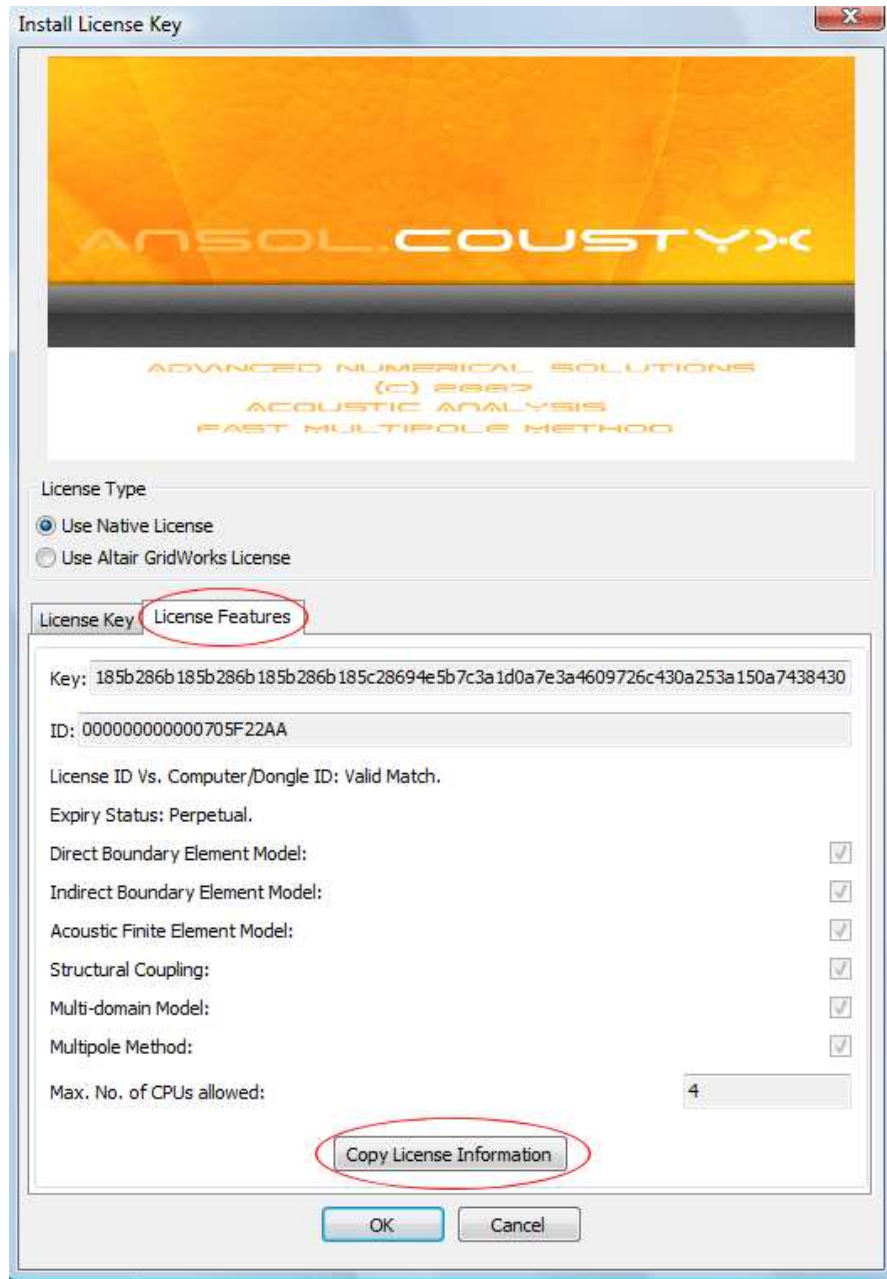 Install License Key
ANSOL.COUSTYX
ADVANCED NUMERICAL SOLUTIONS
(C) 2007
ACOUSTIC ANALYSIS
FAST MULTIPOLE METHOD
License Type
Use Native License
Use Altair GridWorks License
License Key License Features
Key: 185b286b185b286b185b286b185c28694e5b7c3a1d0a7e3a4609726c430a253a150a7438430
ID: 000000000000705F22AA
License ID Vs. Computer/Dongle ID: Valid Match.
Expiry Status: Perpetual.
Direct Boundary Element Model:
Indirect Boundary Element Model:
Acoustic Finite Element Model:
Structural Coupling:
Multi-domain Model:
Multipole Method:
Max. No. of CPUs allowed: 4
Copy License Information
OK Cancel